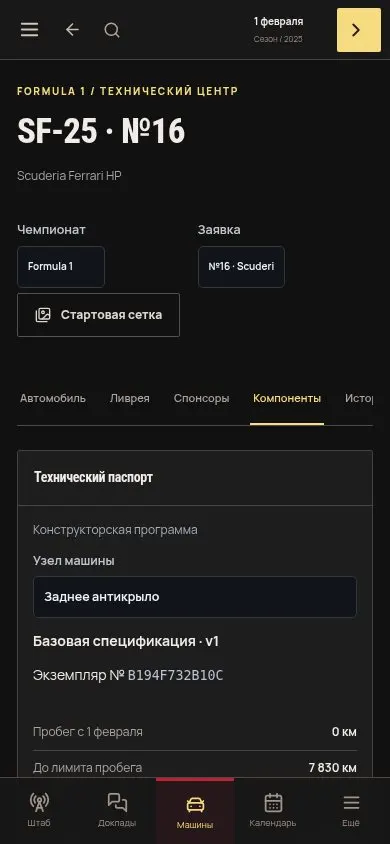 1 февраля
Сезон / 2025
FORMULA 1 / ТЕХНИЧЕСКИЙ ЦЕНТР
SF-25 · №16
Scuderia Ferrari HP
Чемпионат
Заявка
Formula 1
№16 · Scuderi
Стартовая сетка
Автомобиль Ливрея Спонсоры Компоненты Истор
Технический паспорт
Конструкторская программа
Узел машины
Заднее антикрыло
Базовая спецификация · v1
Экземпляр № B194F732B10C
Пробег с 1 февраля 0 км
До лимита пробега 7 830 км
Штаб Доклады Машины Календарь Ещё